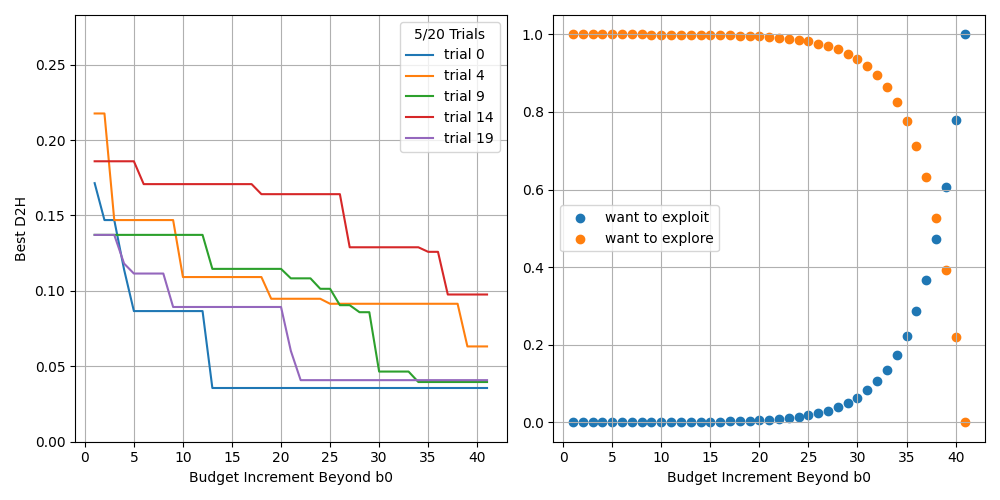 5/20 Trials
trial 0
trial 4
trial 9
trial 14
trial 19
0.25
0.20
0.15
0.10
0.05
0.00
Best D2H
0 5 10 15 20 25 30 35 40
Budget Increment Beyond b0
1.0
0.8
0.6
0.4
0.2
0.0
want to exploit
want to explore
0 5 10 15 20 25 30 35 40
Budget Increment Beyond b0